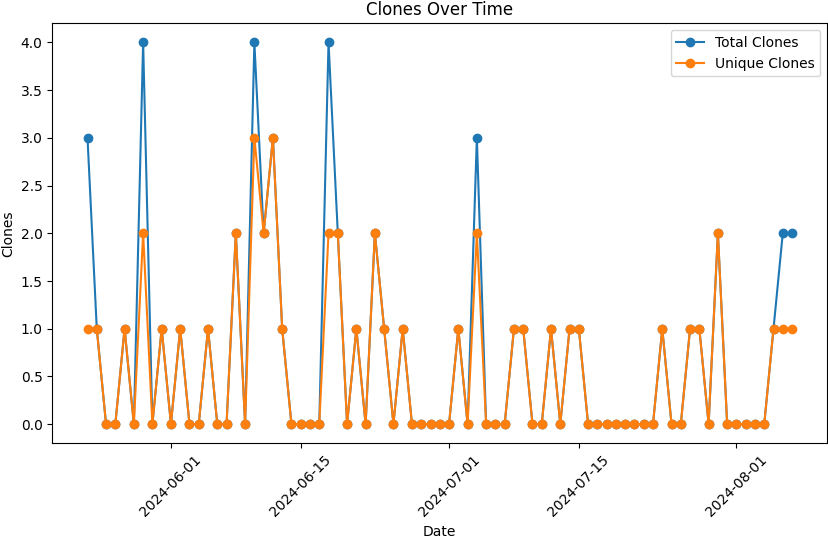 Clones Over Time
Total Clones
Unique Clones
4.0
3.5
3.0
2.5
2.0
1.5
1.0
0.5
0.0
Clones
2024-06-01
2024-06-15
2024-07-01
2024-07-15
2024-08-01
Date